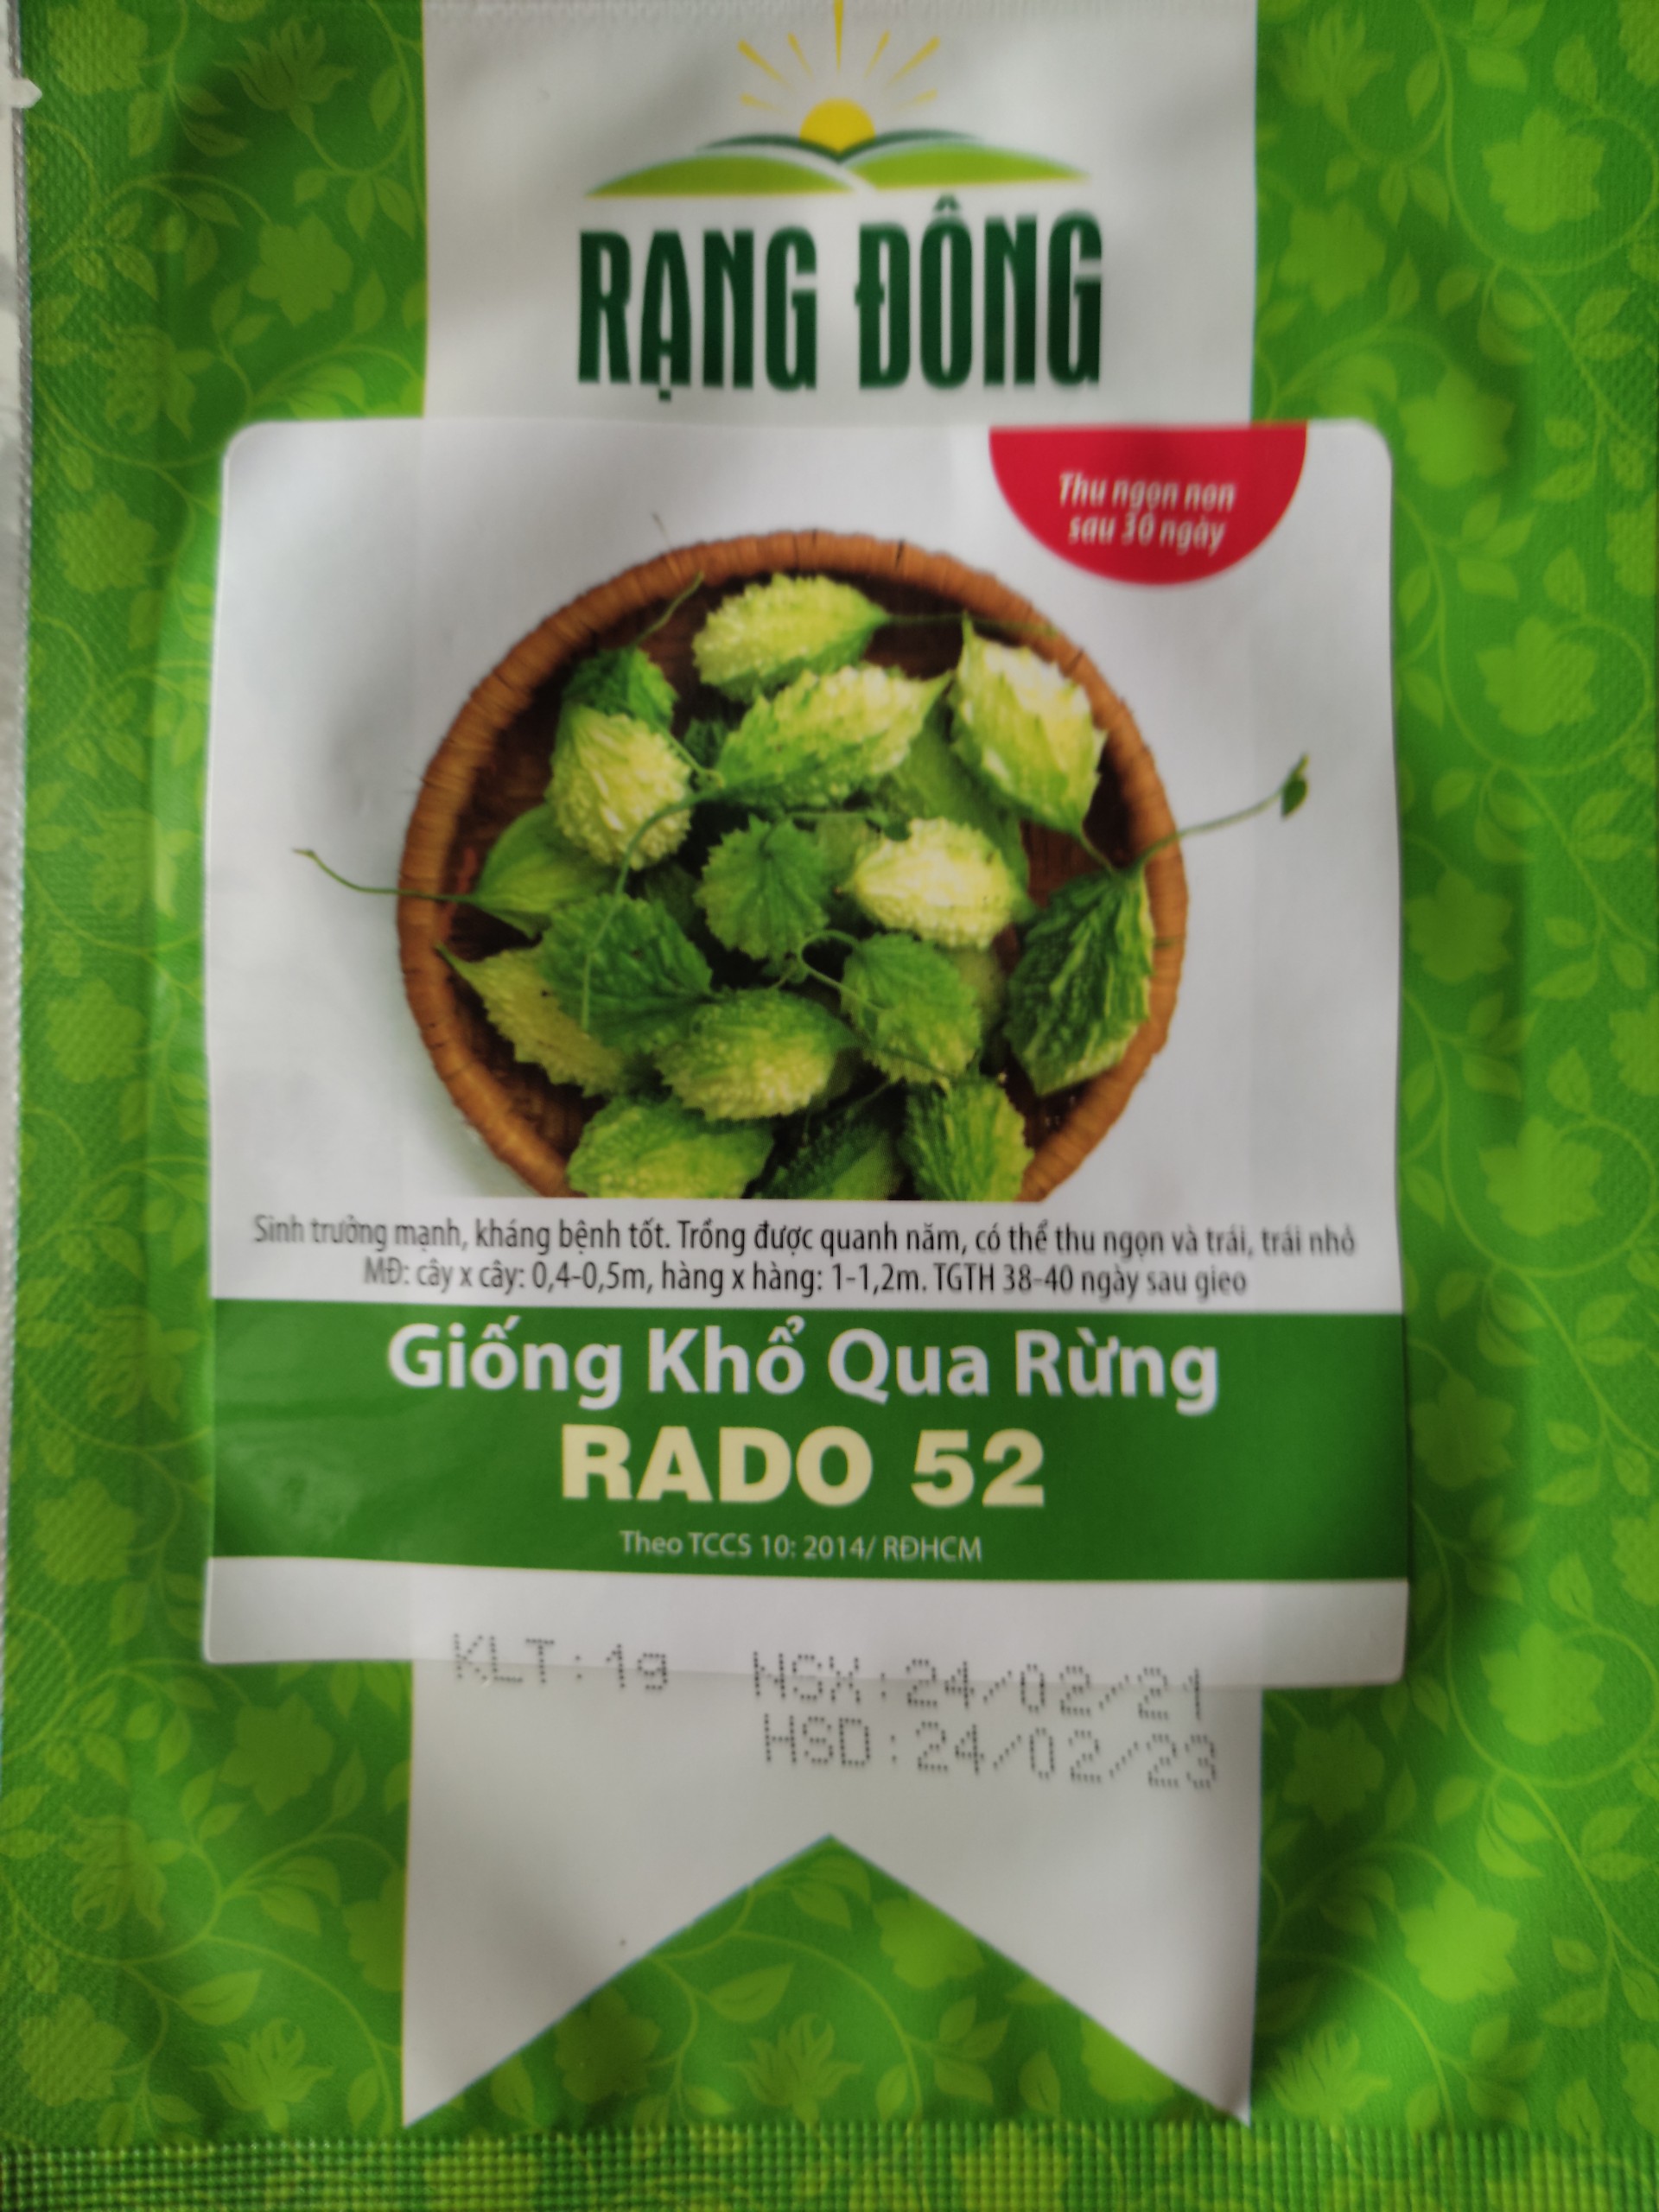 RẠNG ĐÔNG
Thu ngọn non
sau 30 ngày
Sinh trưởng mạnh, kháng bệnh tốt. Trồng được quanh năm, có thể thu ngọn và trái, trái nhỏ
MĐ: cây x cây: 0,4-0,5m, hàng x hàng: 1-1,2m. TGTH 38-40 ngày sau gieo
Giống Khổ Qua Rừng
RADO 52
Theo TCCS 10: 2014/ RĐHCM
KLT:1g NSX:24/02/21
HSD:24/02/23